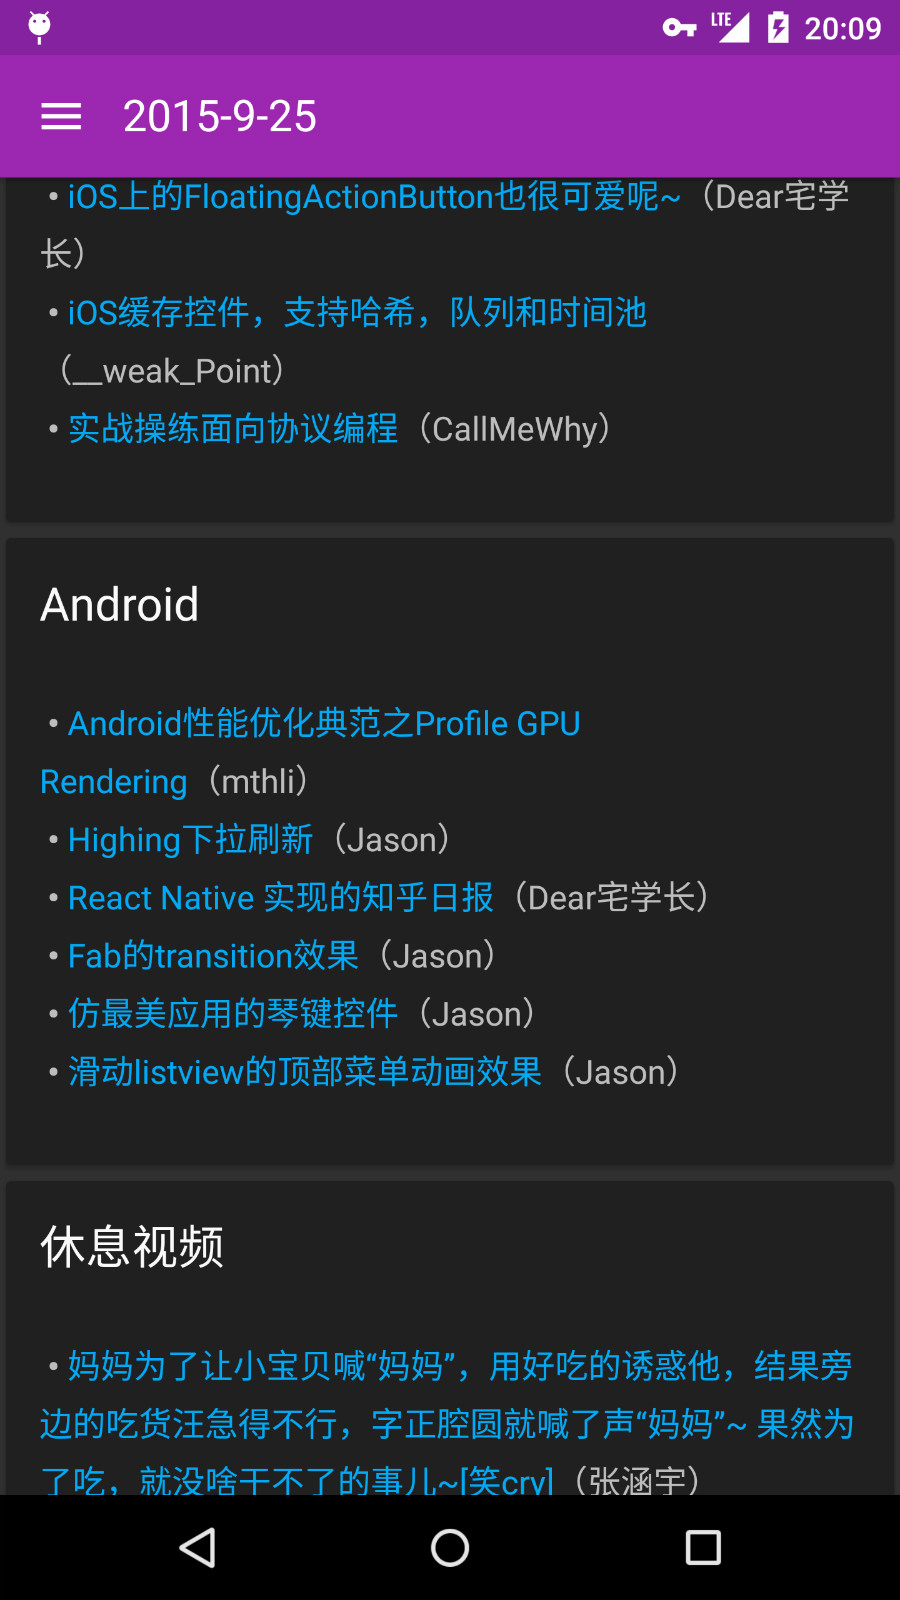 LTE 20:09
2015-9-25
• iOS上的FloatingActionButton也很可爱呢~（Dear宅学
长）
• iOS缓存控件，支持哈希，队列和时间池
（__weak_Point）
• 实战操练面向协议编程（CallMeWhy）
Android
• Android性能优化典范之Profile GPU
Rendering（mthli）
• Highing下拉刷新（Jason）
• React Native 实现的知乎日报（Dear宅学长）
• Fab的transition效果（Jason）
• 仿最美应用的琴键控件（Jason）
• 滑动listview的顶部菜单动画效果（Jason）
休息视频
• 妈妈为了让小宝贝喊“妈妈”，用好吃的诱惑他，结果旁
边的吃货汪急得不行，字正腔圆就喊了声“妈妈”~ 果然为
了吃，就没啥干不了的事儿~[笑cry]（张涵宇）